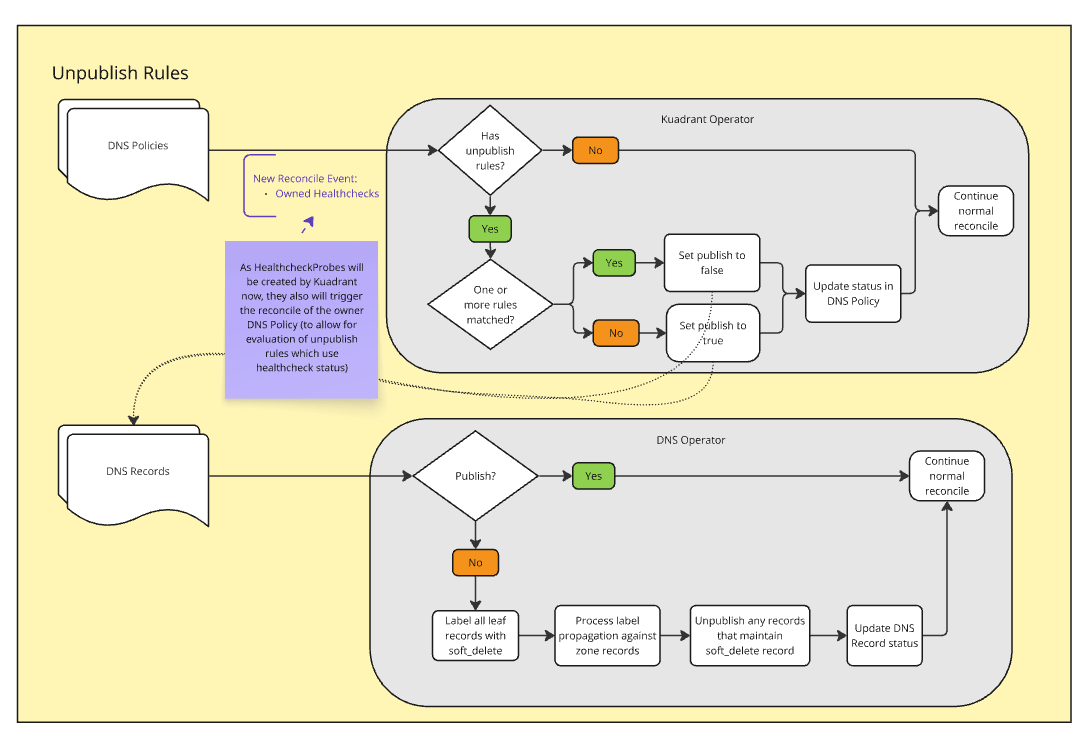 Unpublish Rules
DNS Policies
New Reconcile Event:
• Owned Healthchecks
As HealthcheckProbes will
be created by Kuadrant
now, they also will trigger
the reconcile of the owner
DNS Policy (to allow for
evaluation of unpublish
rules which use
healthcheck status)
Kuadrant Operator
Has
unpublish
rules?
No
Yes
One or
more rules
matched?
Yes
No
Set publish to
false
Set publish to
true
Update status in
DNS Policy
Continue
normal
reconcile
DNS Records
DNS Operator
Publish?
Yes
Continue
normal
reconcile
No
Label all leaf
records with
soft_delete
Process label
propagation against
zone records
Unpublish any records
that maintain
soft_delete record
Update DNS
Record status